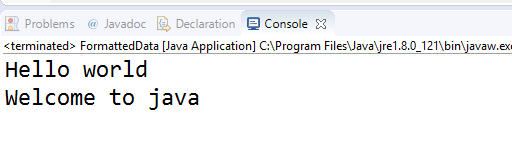 Problems @ Javadoc Declaration Console
<terminated> FormattedData [Java Application] C:\Program Files\Java\jre1.8.0_121\bin\javaw.ex
Hello world
Welcome to java